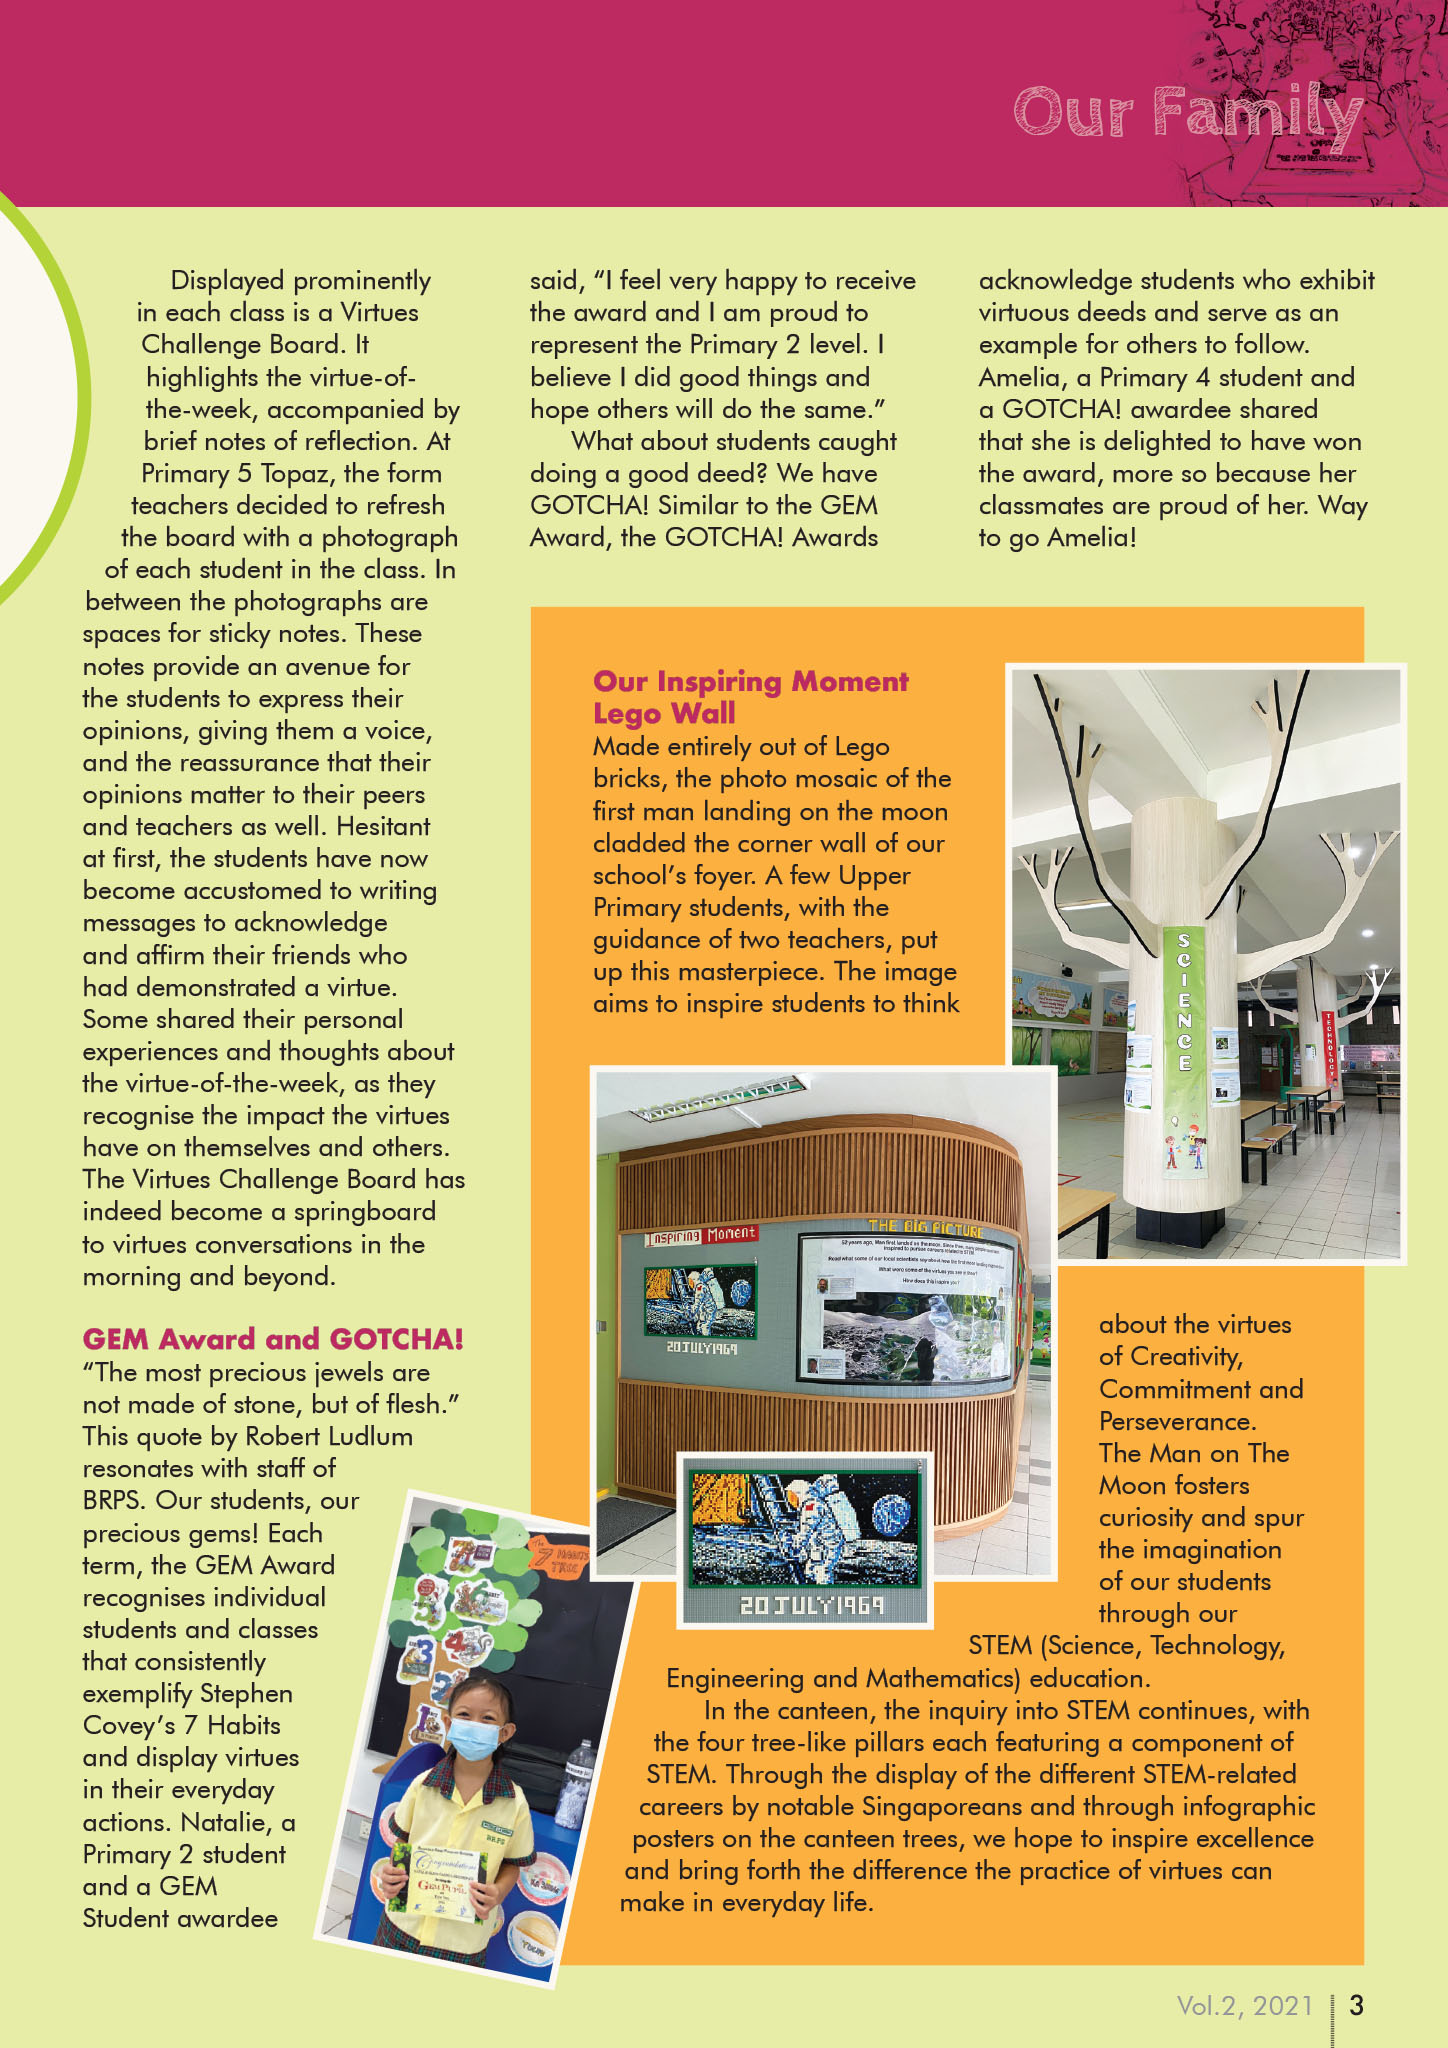 Our Family
Displayed prominently
in each class is a Virtues
Challenge Board. It
highlights the virtue-of-
the-week, accompanied by
brief notes of reflection. At
Primary 5 Topaz, the form
teachers decided to refresh
the board with a photograph
of each student in the class. In
between the photographs are
spaces for sticky notes. These
notes provide an avenue for
the students to express their
opinions, giving them a voice,
and the reassurance that their
opinions matter to their peers
and teachers as well. Hesitant
at first, the students have now
become accustomed to writing
messages to acknowledge
and affirm their friends who
had demonstrated a virtue.
Some shared their personal
experiences and thoughts about
the virtue-of-the-week, as they
recognise the impact the virtues
have on themselves and others.
The Virtues Challenge Board has
indeed become a springboard
to virtues conversations in the
morning and beyond.
GEM Award and GOTCHA!
“The most precious jewels are
not made of stone, but of flesh.”
This quote by Robert Ludlum
resonates with staff of
BRPS. Our students, our
precious gems! Each
term, the GEM Award
recognises individual
students and classes
that consistently
exemplify Stephen
Covey’s 7 Habits
and display virtues
in their everyday
actions. Natalie, a
Primary 2 student
and a GEM
Student awardee
said, “I feel very happy to receive
the award and I am proud to
represent the Primary 2 level. I
believe I did good things and
hope others will do the same.”
What about students caught
doing a good deed? We have
GOTCHA! Similar to the GEM
Award, the GOTCHA! Awards
acknowledge students who exhibit
virtuous deeds and serve as an
example for others to follow.
Amelia, a Primary 4 student and
a GOTCHA! awardee shared
that she is delighted to have won
the award, more so because her
classmates are proud of her. Way
to go Amelia!
Our Inspiring Moment
Lego Wall
Made entirely out of Lego
bricks, the photo mosaic of the
first man landing on the moon
cladded the corner wall of our
school’s foyer. A few Upper
Primary students, with the
guidance of two teachers, put
up this masterpiece. The image
aims to inspire students to think
about the virtues
of Creativity,
Commitment and
Perseverance.
The Man on The
Moon fosters
curiosity and spur
the imagination
of our students
through our
STEM (Science, Technology,
Engineering and Mathematics) education.
In the canteen, the inquiry into STEM continues, with
the four tree-like pillars each featuring a component of
STEM. Through the display of the different STEM-related
careers by notable Singaporeans and through infographic
posters on the canteen trees, we hope to inspire excellence
and bring forth the difference the practice of virtues can
make in everyday life.
SCIENCE
TECHNOLOGY
Inspiring Moment
THE BIG PICTURE
What were some of the virtues you see in them?
How does this inspire you?
20 JULY 1969
20 JULY 1969
The
7 HABITS
TREE
5
4
3
2
1
BRPS
Congratulations
GEM PUPIL
Vol.2, 2021
3